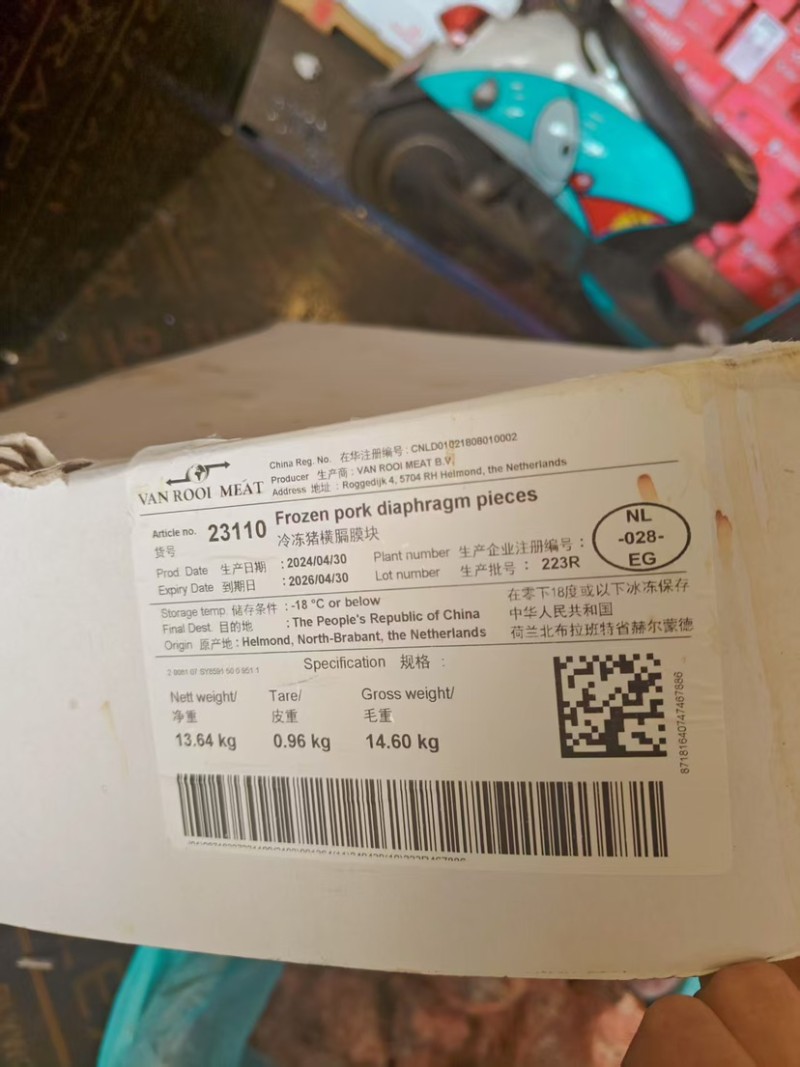 VAN ROOI MEAT
China Reg. No. 在华注册编号 : CNLD01021808010002
Producer 生产商 : VAN ROOI MEAT B.V.
Address 地址 : Roggedijk 4, 5704 RH Helmond, the Netherlands
Article no. 23110 Frozen pork diaphragm pieces
货号 冷冻猪横膈膜块
Prod. Date 生产日期 : 2024/04/30 Plant number 生产企业注册编号 :
Expiry Date 到期日 : 2026/04/30 Lot number 生产批号 : 223R
NL
-028-
EG
Storage temp. 储存条件 : -18 °C or below 在零下18度或以下冰冻保存
Final Dest. 目的地 : The People's Republic of China 中华人民共和国
Origin 原产地 : Helmond, North-Brabant, the Netherlands 荷兰北布拉班特省赫尔蒙德
Specification 规格 :
Nett weight/ Tare/ Gross weight/
净重 皮重 毛重
13.64 kg 0.96 kg 14.60 kg